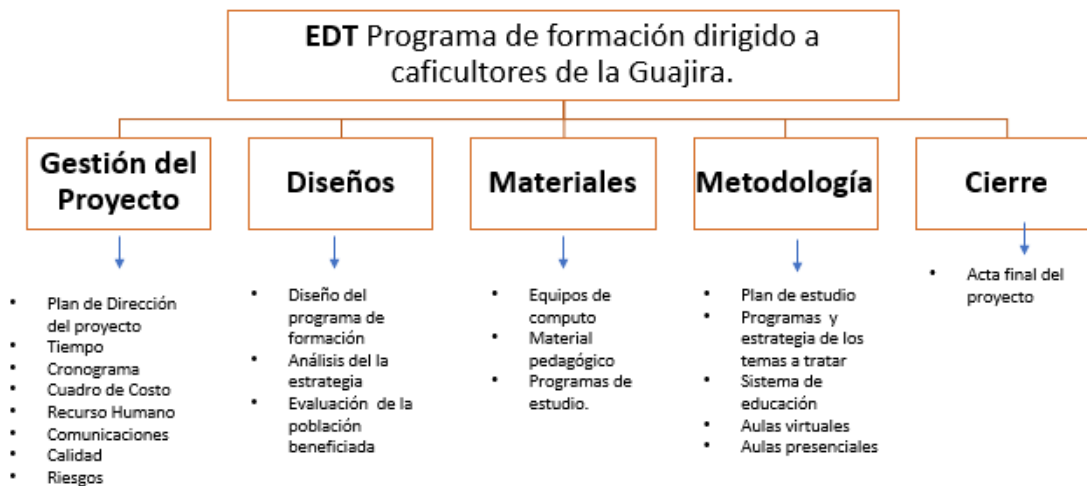 EDT Programa de formación dirigido a
caficultores de la Guajira.
Gestión del
Proyecto
Diseños
Materiales
Metodología
Cierre
• Plan de Dirección
del proyecto
• Tiempo
• Cronograma
• Cuadro de Costo
• Recurso Humano
• Comunicaciones
• Calidad
• Riesgos
• Diseño del
programa de
formación
• Análisis del la
estrategia
• Evaluación de la
población
beneficiada
• Equipos de
computo
• Material
pedagógico
• Programas de
estudio.
• Plan de estudio
• Programas y
estrategia de los
temas a tratar
• Sistema de
educación
• Aulas virtuales
• Aulas presenciales
• Acta final del
proyecto